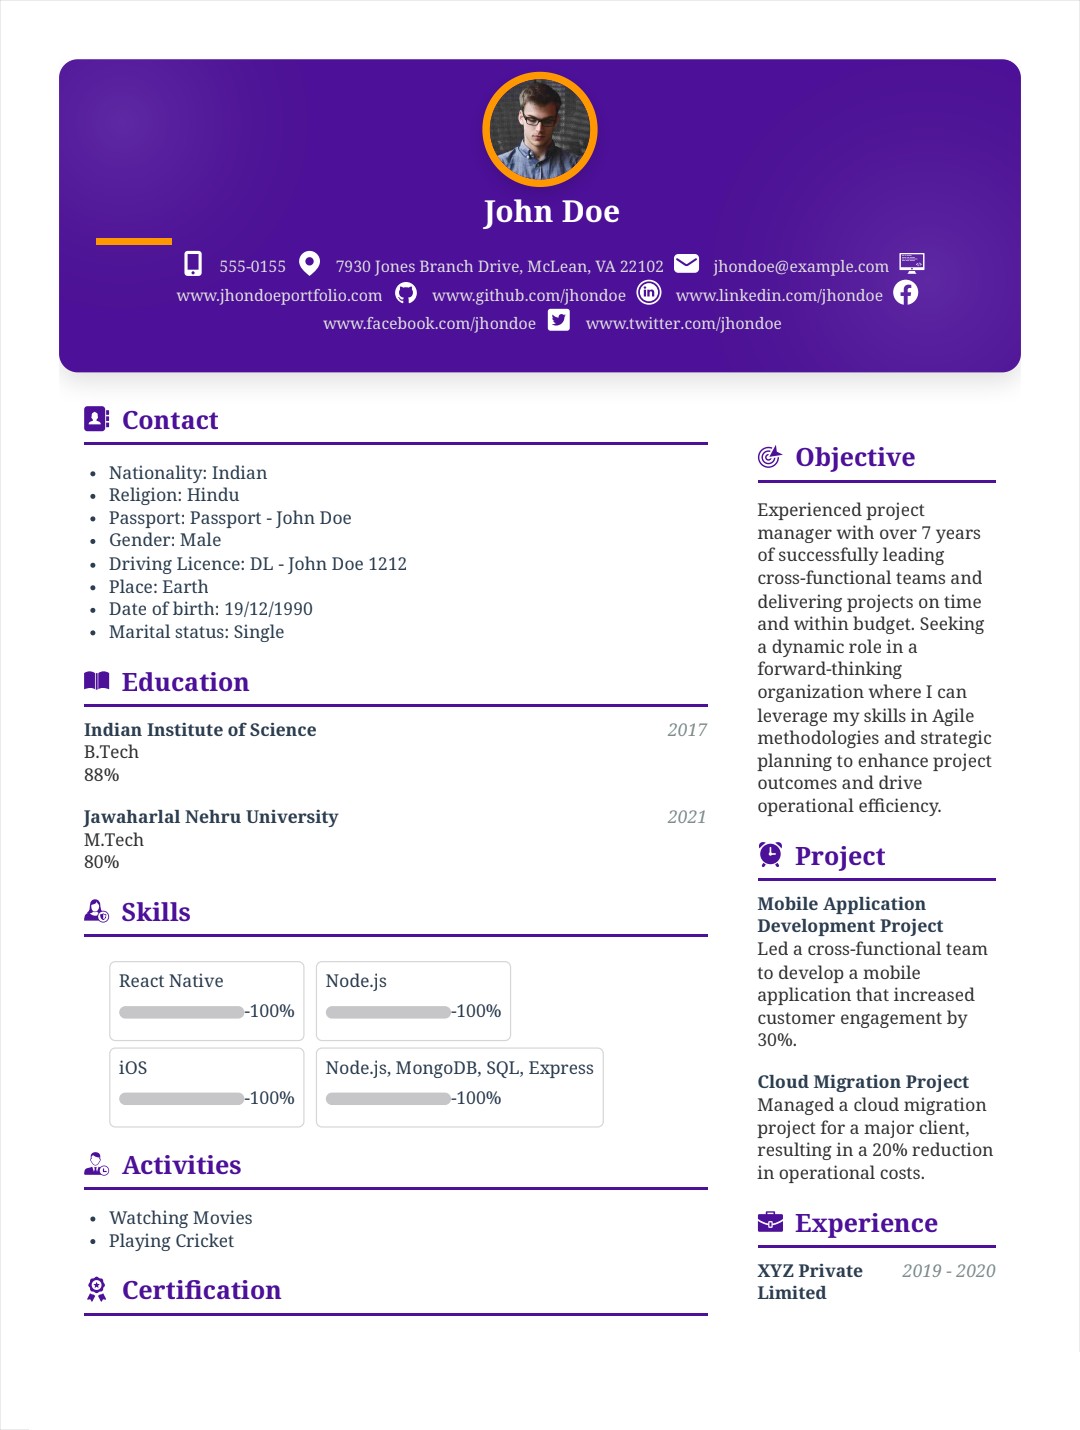 John Doe
555-0155 7930 Jones Branch Drive, McLean, VA 22102 jhondoe@example.com
www.jhondoeportfolio.com www.github.com/jhondoe www.linkedin.com/jhondoe
www.facebook.com/jhondoe www.twitter.com/jhondoe
Contact
• Nationality: Indian
• Religion: Hindu
• Passport: Passport - John Doe
• Gender: Male
• Driving Licence: DL - John Doe 1212
• Place: Earth
• Date of birth: 19/12/1990
• Marital status: Single
Education
Indian Institute of Science 2017
B.Tech
88%
Jawaharlal Nehru University 2021
M.Tech
80%
Skills
React Native
-100%
Node.js
-100%
iOS
-100%
Node.js, MongoDB, SQL, Express
-100%
Activities
• Watching Movies
• Playing Cricket
Certification
Objective
Experienced project
manager with over 7 years
of successfully leading
cross-functional teams and
delivering projects on time
and within budget. Seeking
a dynamic role in a
forward-thinking
organization where I can
leverage my skills in Agile
methodologies and strategic
planning to enhance project
outcomes and drive
operational efficiency.
Project
Mobile Application
Development Project
Led a cross-functional team
to develop a mobile
application that increased
customer engagement by
30%.
Cloud Migration Project
Managed a cloud migration
project for a major client,
resulting in a 20% reduction
in operational costs.
Experience
XYZ Private 2019 - 2020
Limited